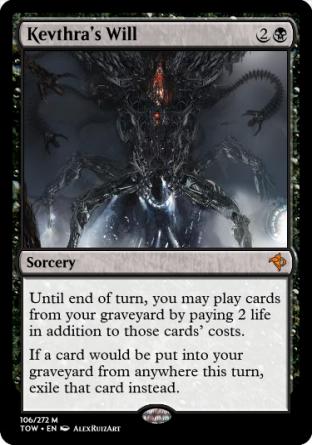 Kevthra's Will 2
Sorcery
Until end of turn, you may play cards
from your graveyard by paying 2 life
in addition to those cards' costs.
If a card would be put into your
graveyard from anywhere this turn,
exile that card instead.
106/272 M
TOW • EN AlexRuizArt